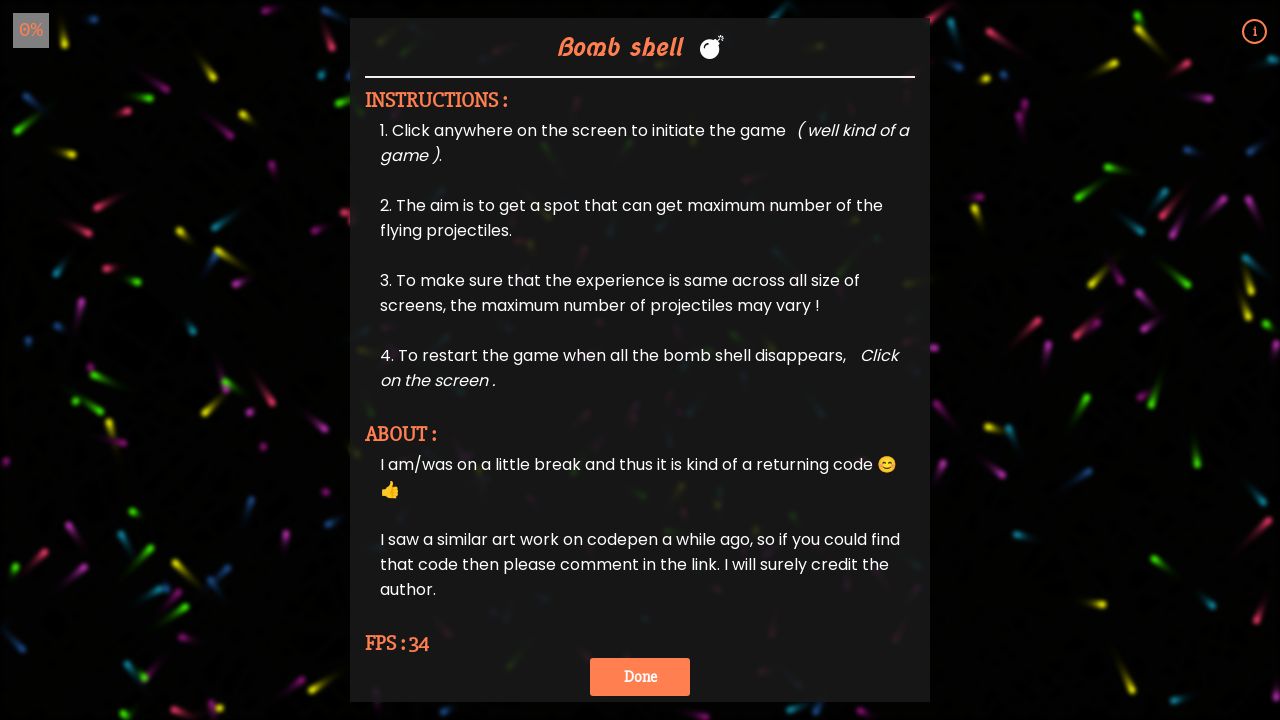 0%
i
Bomb shell 💣
INSTRUCTIONS :
1. Click anywhere on the screen to initiate the game ( well kind of a
game ).
2. The aim is to get a spot that can get maximum number of the
flying projectiles.
3. To make sure that the experience is same across all size of
screens, the maximum number of projectiles may vary !
4. To restart the game when all the bomb shell disappears, Click
on the screen .
ABOUT :
I am/was on a little break and thus it is kind of a returning code 😊
👍
I saw a similar art work on codepen a while ago, so if you could find
that code then please comment in the link. I will surely credit the
author.
FPS : 34
Done